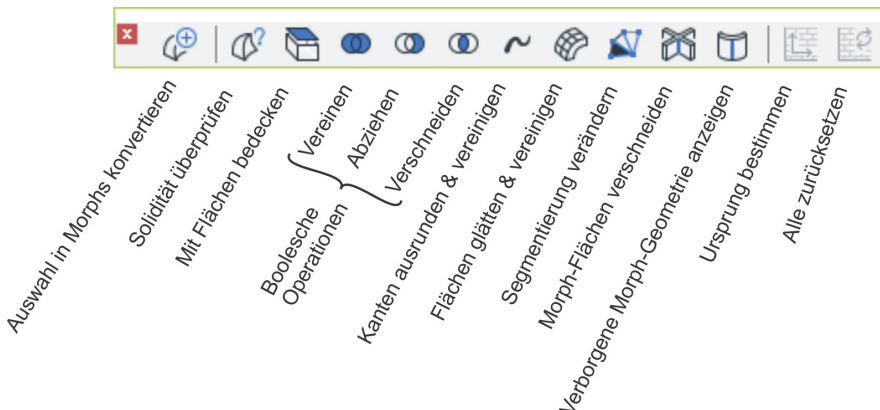 Auswahl in Morphs konvertieren
Solidität überprüfen
Mit Flächen bedecken
Boolesche
Operationen
Vereinen
Abziehen
Verschneiden
Kanten ausrunden & vereinigen
Flächen glätten & vereinigen
Segmentierung verändern
Morph-Flächen verschneiden
Verborgene Morph-Geometrie anzeigen
Ursprung bestimmen
Alle zurücksetzen